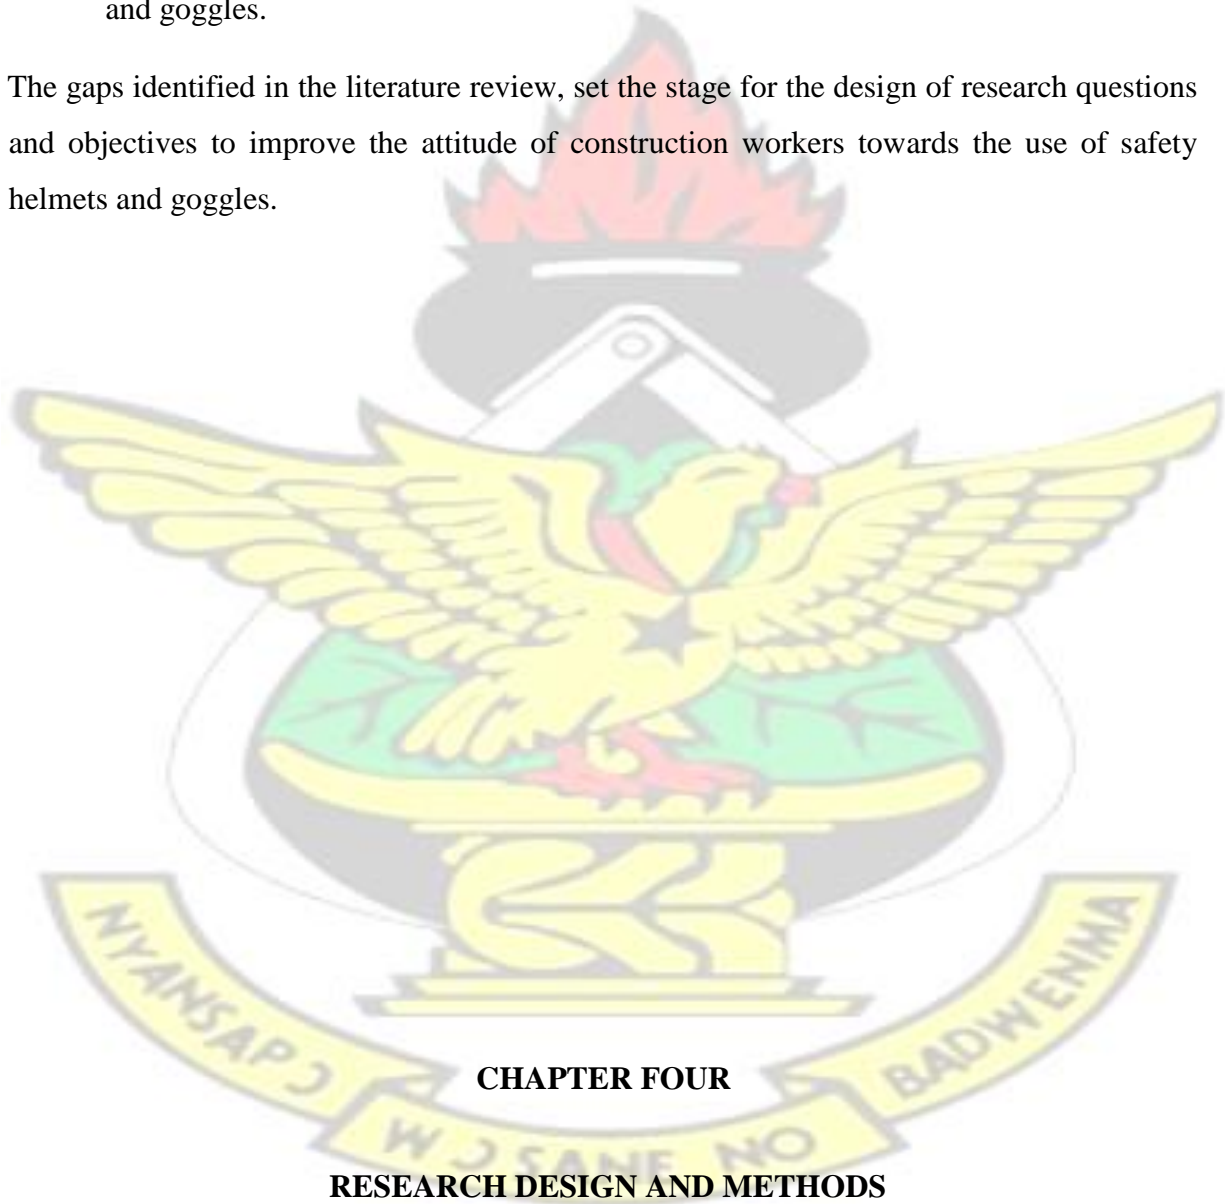 and goggles.
The gaps identified in the literature review, set the stage for the design of research questions
and objectives to improve the attitude of construction workers towards the use of safety
helmets and goggles.
NYANSAPƆ
BADWENMA
CHAPTER FOUR
WƆ SANE NO
RESEARCH DESIGN AND METHODS